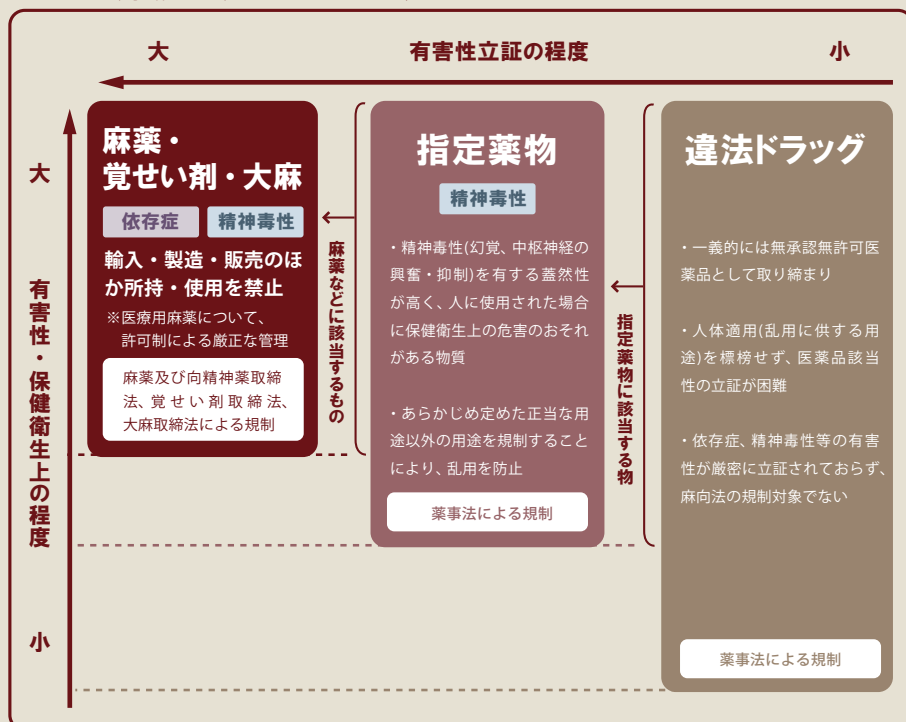 大 有害性立証の程度 小
大
有害性・保健衛生上の程度
小
麻薬・
覚せい剤・大麻
依存症 精神毒性
輸入・製造・販売のほ
か所持・使用を禁止
※医療用麻薬について、
許可制による厳正な管理
麻薬及び向精神薬取締
法、覚せい剤取締法、
大麻取締法による規制
麻薬などに該当するもの
指定薬物
精神毒性
・精神毒性(幻覚、中枢神経の
興奮・抑制)を有する蓋然性
が高く、人に使用された場合
に保健衛生上の危害のおそれ
がある物質
・あらかじめ定めた正当な用
途以外の用途を規制すること
により、乱用を防止
薬事法による規制
指定薬物に該当する物
違法ドラッグ
・一義的には無承認無許可医
薬品として取り締まり
・人体適用(乱用に供する用
途)を標榜せず、医薬品該当
性の立証が困難
・依存症、精神毒性等の有害
性が厳密に立証されておらず、
麻向法の規制対象でない
薬事法による規制